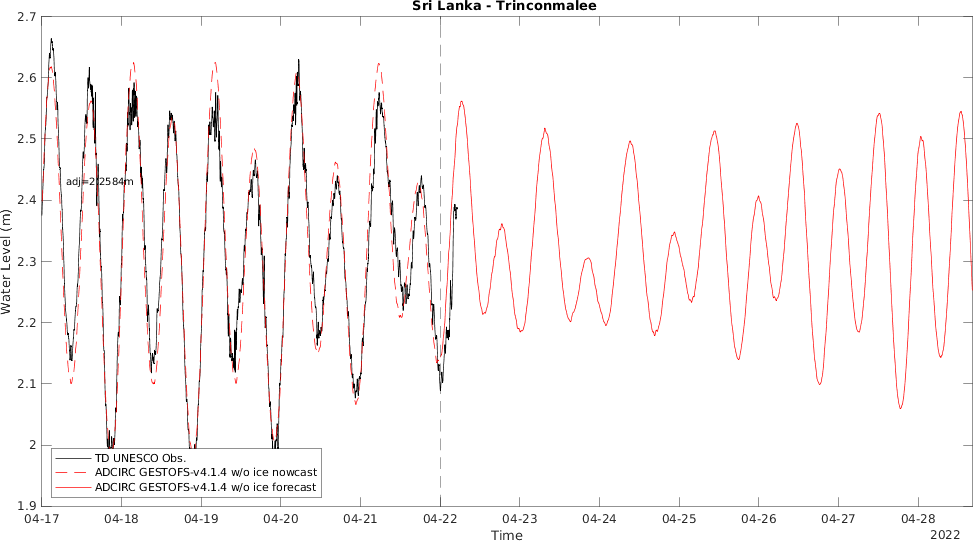 Sri Lanka - Trinconmalee
2.7
2.6
2.5
2.4
2.3
2.2
2.1
2
1.9
Water Level (m)
adj=2.2584m
TD UNESCO Obs.
ADCIRC GESTOFS-v4.1.4 w/o ice nowcast
ADCIRC GESTOFS-v4.1.4 w/o ice forecast
04-17 04-18 04-19 04-20 04-21 04-22 04-23 04-24 04-25 04-26 04-27 04-28
Time
2022